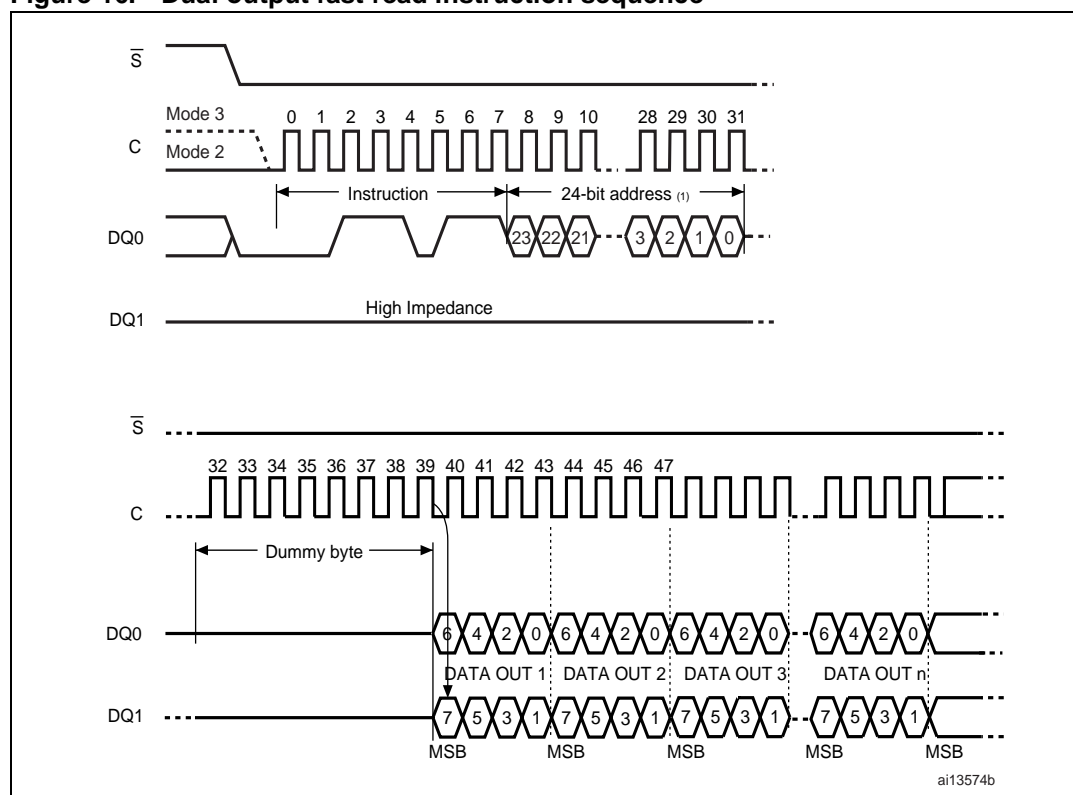 Figure 10. Dual output fast read instruction sequence
S
Mode 3
0 1 2 3 4 5 6 7 8 9 10 28 29 30 31
C
Mode 2
Instruction
24-bit address (1)
DQ0
23 22 21 3 2 1 0
High Impedance
DQ1
S
32 33 34 35 36 37 38 39 40 41 42 43 44 45 46 47
C
Dummy byte
DQ0
6 4 2 0 6 4 2 0 6 4 2 0 6 4 2 0
DATA OUT 1 DATA OUT 2 DATA OUT 3 DATA OUT n
DQ1
7 5 3 1 7 5 3 1 7 5 3 1 7 5 3 1
MSB MSB MSB MSB MSB
ai13574b